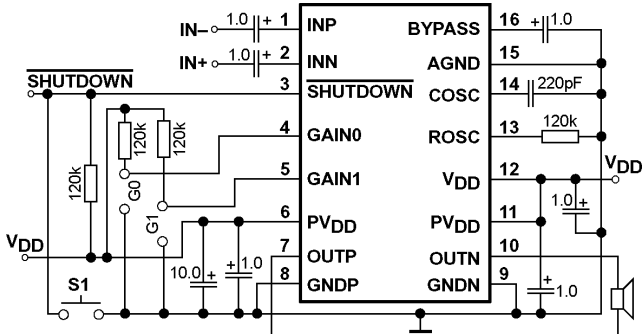 1.0 + 1 INP BYPASS 16 + 1.0
IN–
1.0 + 2 INN AGND 15
IN+
SHUTDOWN 3 SHUTDOWN COSC 14 220pF
120k 120k 4 GAIN0 ROSC 13 120k
120k G0 5 GAIN1 VDD 12 VDD
G1 1.0 +
6 PVDD PVDD 11
VDD 7 OUTP OUTN 10
10.0 + + 1.0
S1 8 GNDP GNDN 9 + 1.0